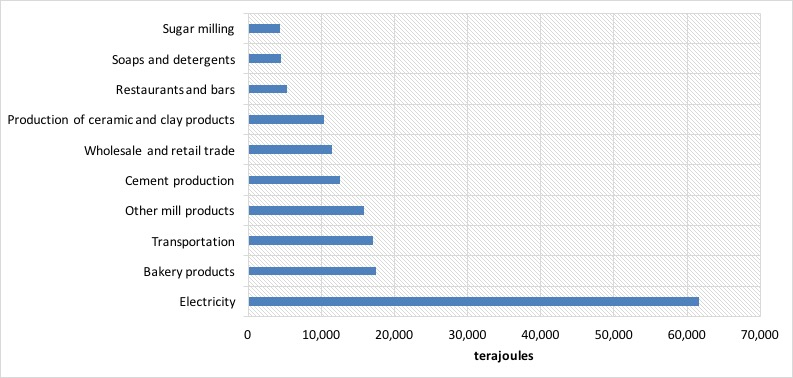 Sugar milling
Soaps and detergents
Restaurants and bars
Production of ceramic and clay products
Wholesale and retail trade
Cement production
Other mill products
Transportation
Bakery products
Electricity
0 10,000 20,000 30,000 40,000 50,000 60,000 70,000
terajoules